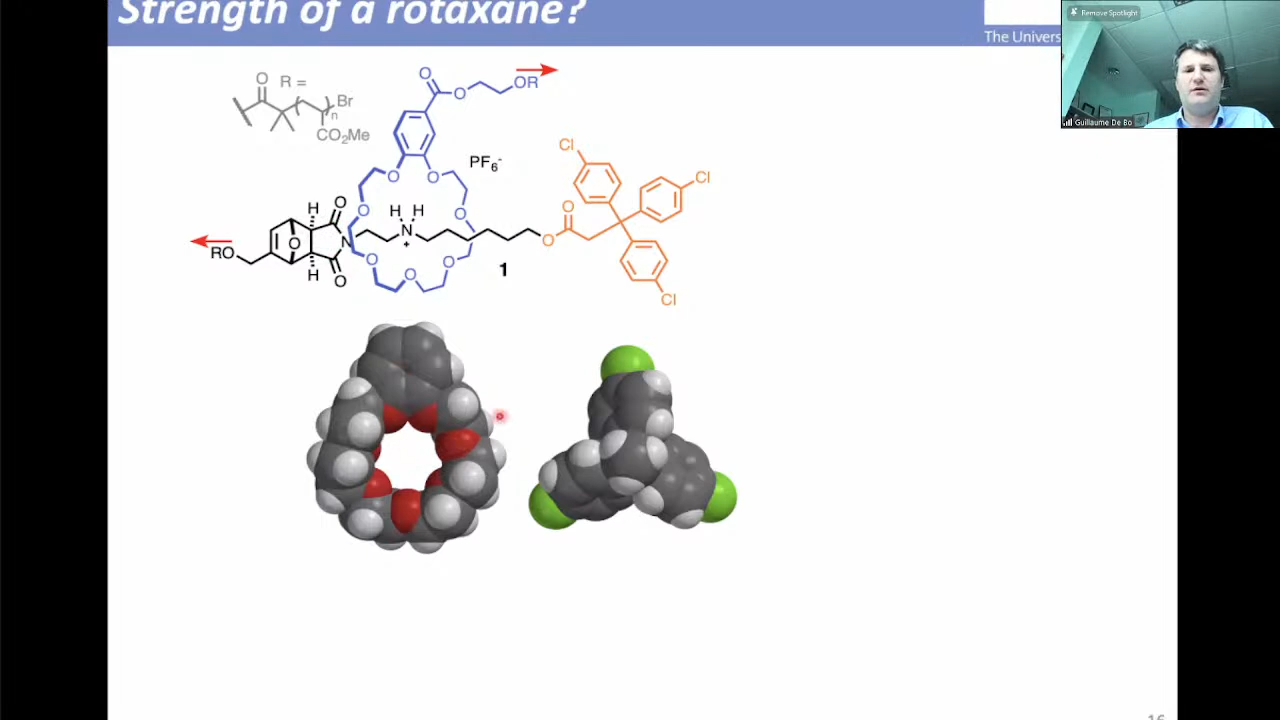 Strength of a rotaxane?
The Univers
Remove Spotlight
Guillaume De Bo
O R =
Br
n
CO₂Me
O
O
OR
PF₆⁻
O O
O O
O O O
H O
H H
N
+
N
O
H O
RO
1
O
O
Cl
Cl
Cl
16